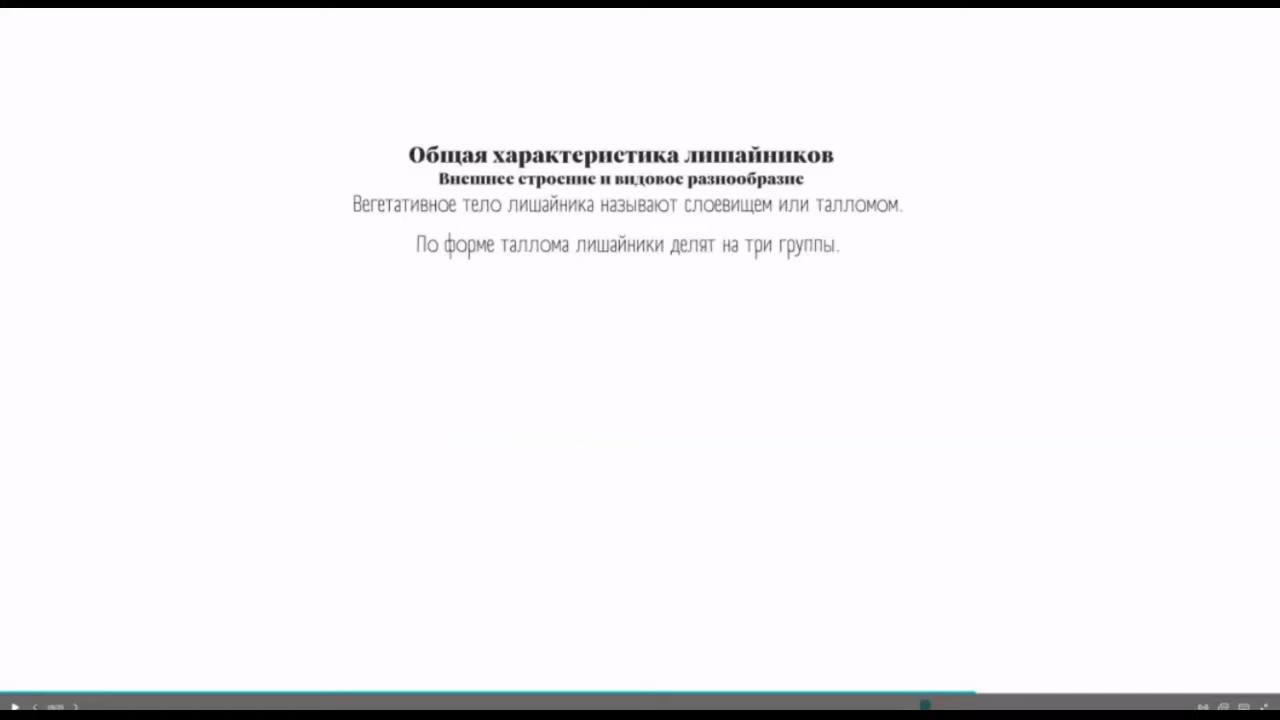 Общая характеристика лишайников
Внешнее строение и видовое разнообразие
Вегетативное тело лишайника называют слоевищем или талломом.
По форме таллома лишайники делят на три группы.